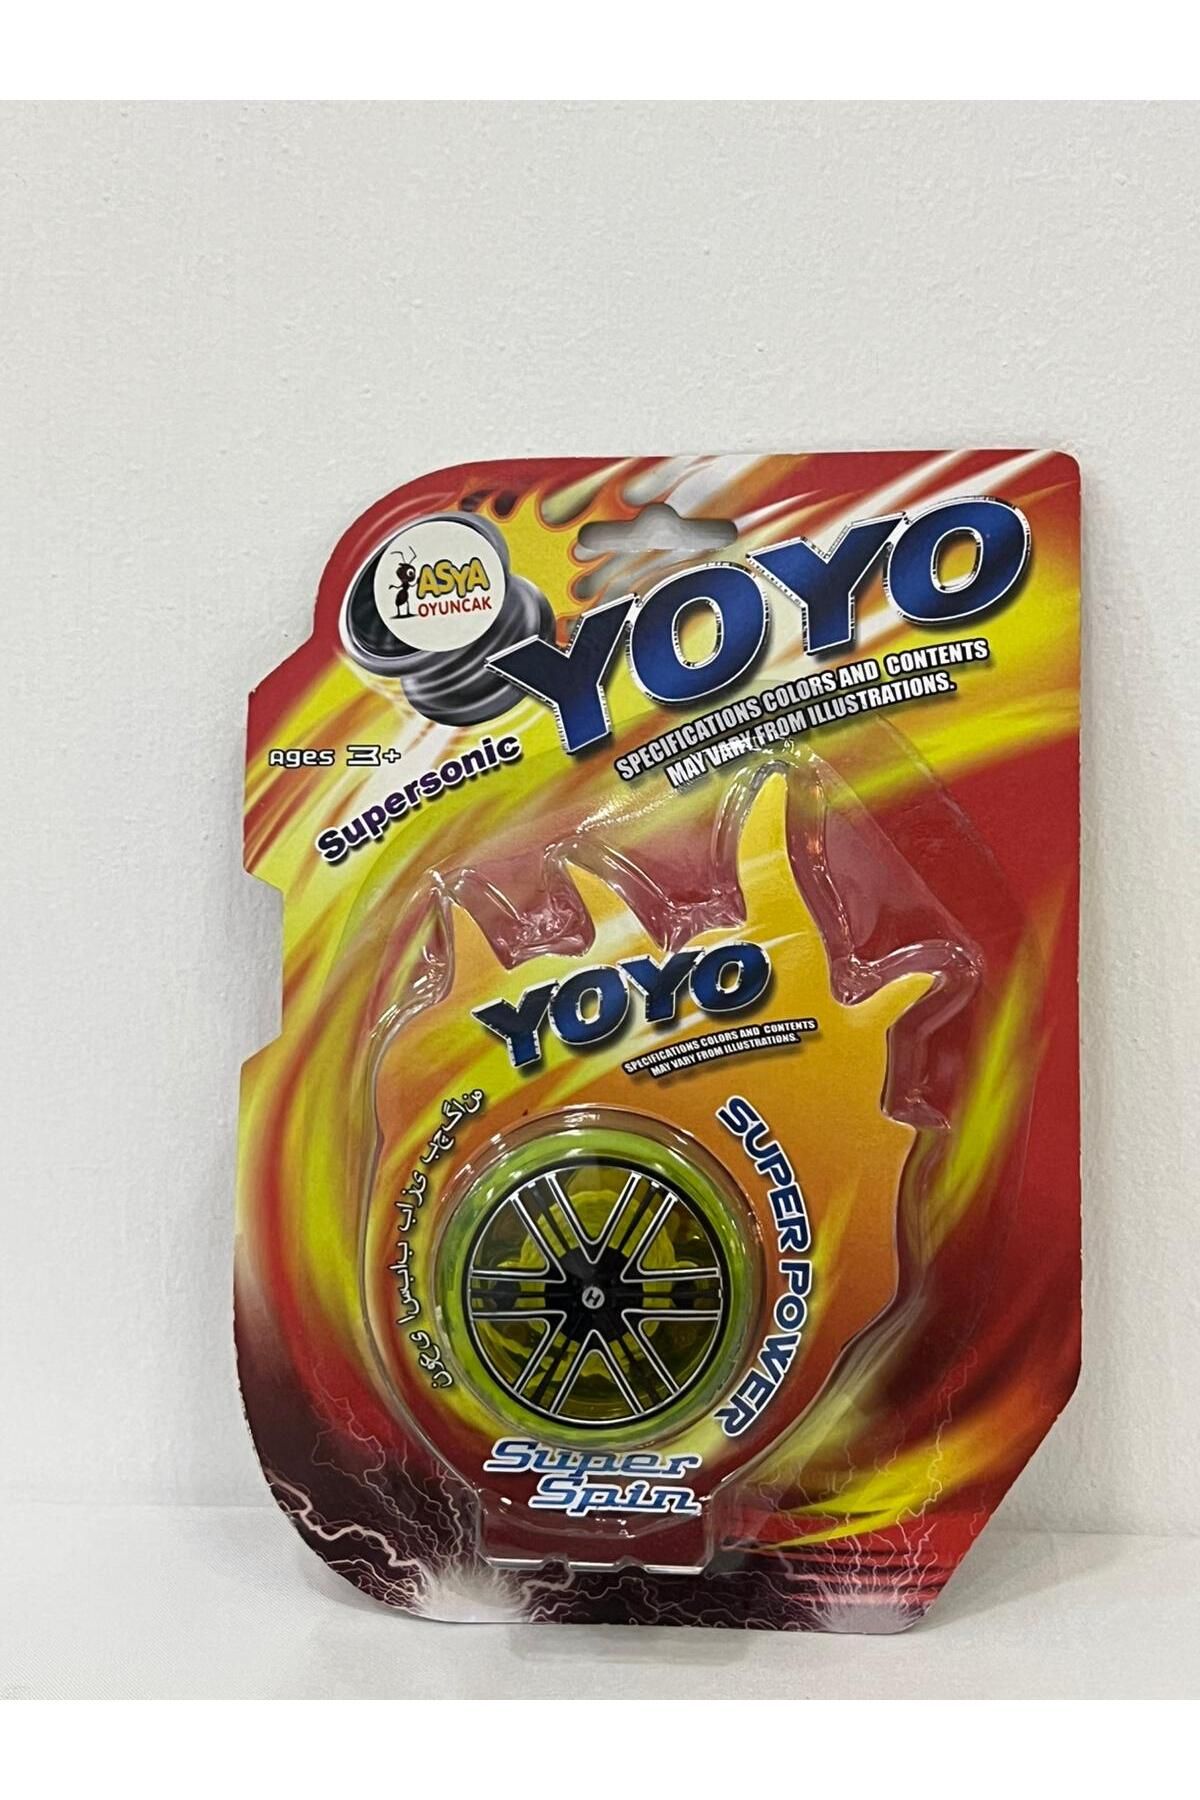 ASYA
OYUNCAK
YOYO
SPECIFICATIONS COLORS AND CONTENTS
MAY VARY FROM ILLUSTRATIONS.
Ages 3+
Supersonic
YOYO
SPECIFICATIONS COLORS AND CONTENTS
MAY VARY FROM ILLUSTRATIONS.
SUPER POWER
H
Super
Spin